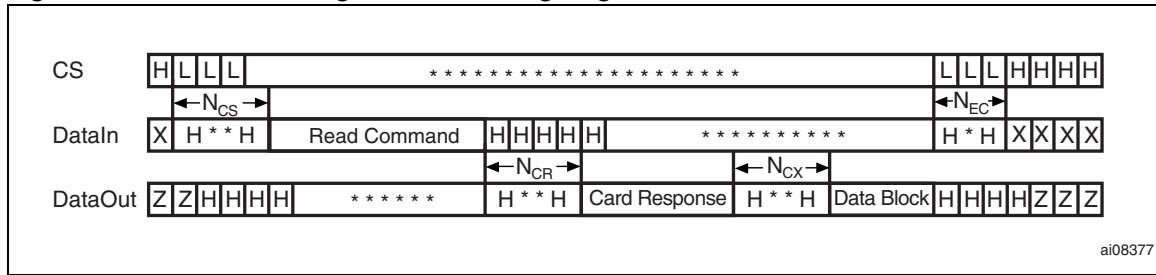 CS H L L L * * * * * * * * * * * * * * * * * * * * * L L L H H H H
N_CS N_EC
DataIn X H * * H Read Command H H H H H * * * * * * * * * * H * H X X X X
N_CR N_CX
DataOut Z Z H H H H * * * * * * H * * H Card Response H * * H Data Block H H H H Z Z Z
ai08377